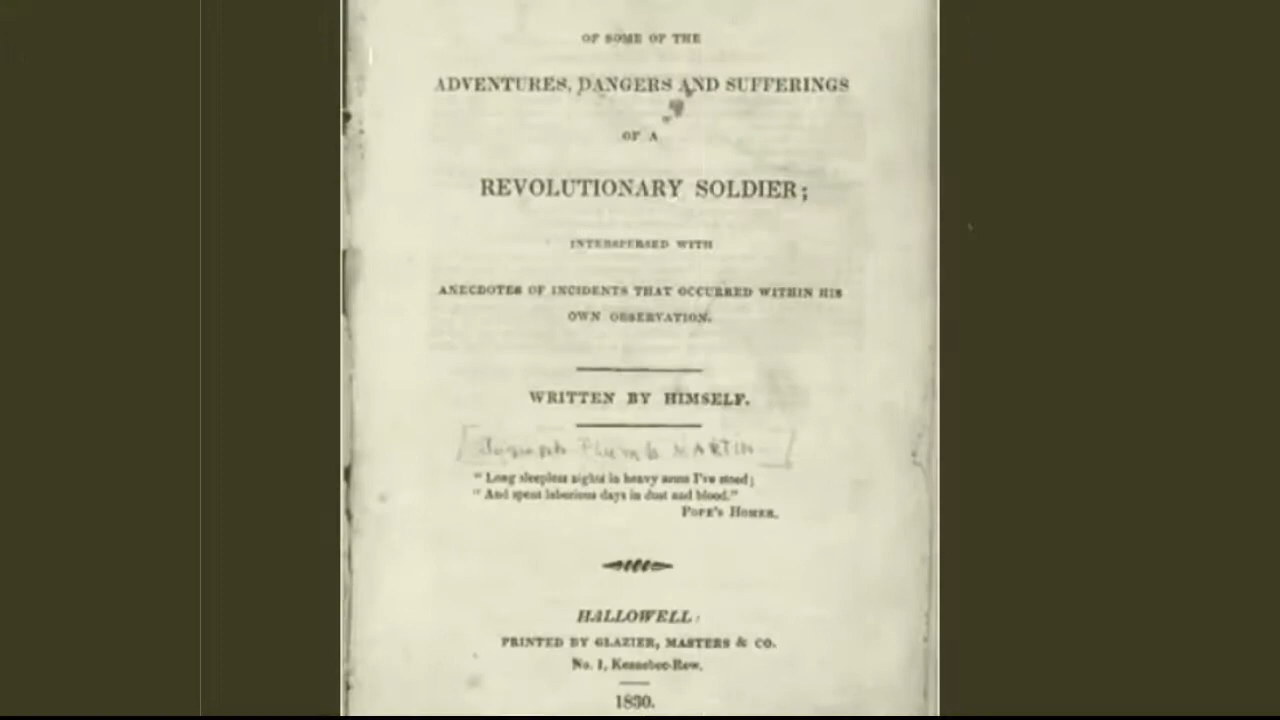 OF SOME OF THE
ADVENTURES, DANGERS AND SUFFERINGS
OF A
REVOLUTIONARY SOLDIER;
INTERSPERSED WITH
ANECDOTES OF INCIDENTS THAT OCCURRED WITHIN HIS
OWN OBSERVATION.
WRITTEN BY HIMSELF.
[Joseph Plumb MARTIN]
"Long sleepless nights in heavy arms I've stood;
"And spent laborious days in dust and blood."
POPE'S HOMER.
HALLOWELL:
PRINTED BY GLAZIER, MASTERS & CO.
No. 1, Kennebec-Row.
1830.